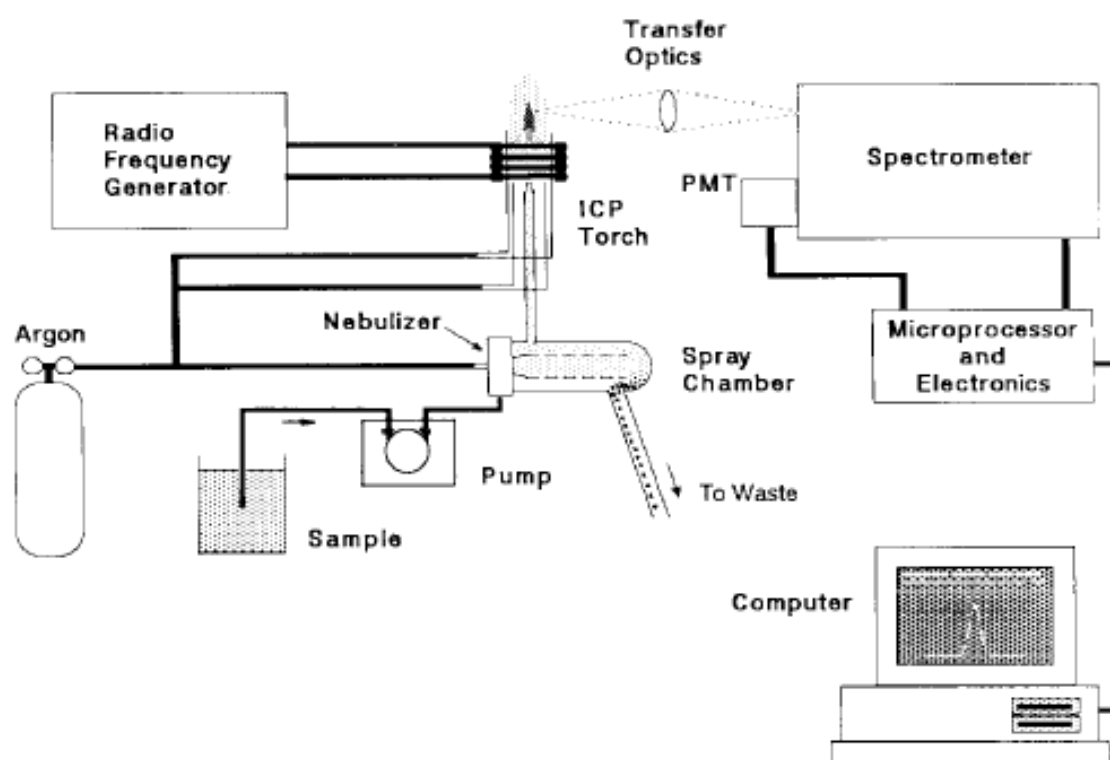 Transfer
Optics
Radio
Frequency
Generator
Spectrometer
PMT
ICP
Torch
Nebulizer
Argon
Spray
Chamber
Microprocessor
and
Electronics
Pump
To Waste
Sample
Computer